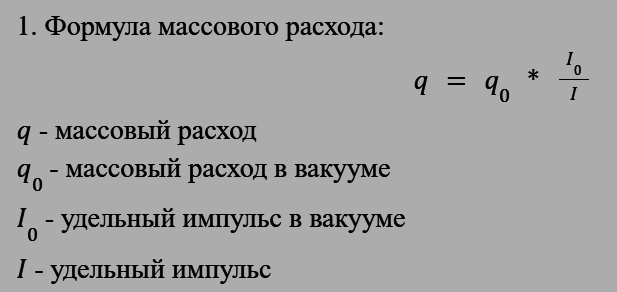 1. Формула массового расхода:
q = q₀ * I₀/I
q - массовый расход
q₀ - массовый расход в вакууме
I₀ - удельный импульс в вакууме
I - удельный импульс